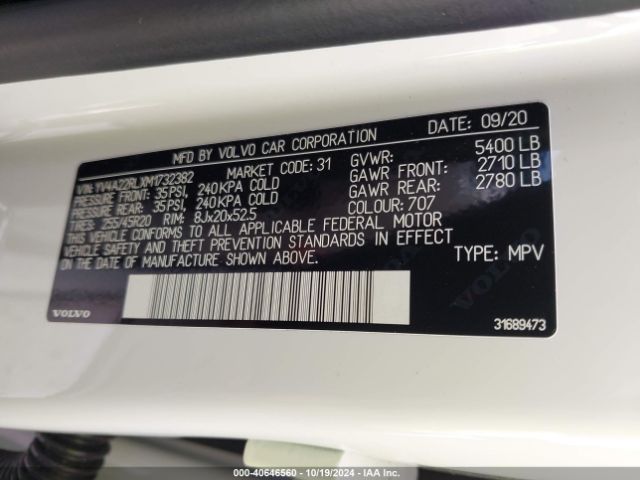 MFD BY VOLVO CAR CORPORATION DATE: 09/20
VIN: YV4A22RLXM1732382 MARKET CODE: 31 GVWR: 5400 LB
PRESSURE FRONT: 35PSI, 240KPA COLD GAWR FRONT: 2710 LB
PRESSURE REAR: 35PSI, 240KPA COLD GAWR REAR: 2780 LB
TIRES: 255/45R20 RIM: 8Jx20x52.5 COLOUR: 707
THIS VEHICLE CONFORMS TO ALL APPLICABLE FEDERAL MOTOR
VEHICLE SAFETY AND THEFT PREVENTION STANDARDS IN EFFECT
ON THE DATE OF MANUFACTURE SHOWN ABOVE. TYPE: MPV
VOLVO 31689473
000-40646560 | 10/19/2024 | IAAI.COM